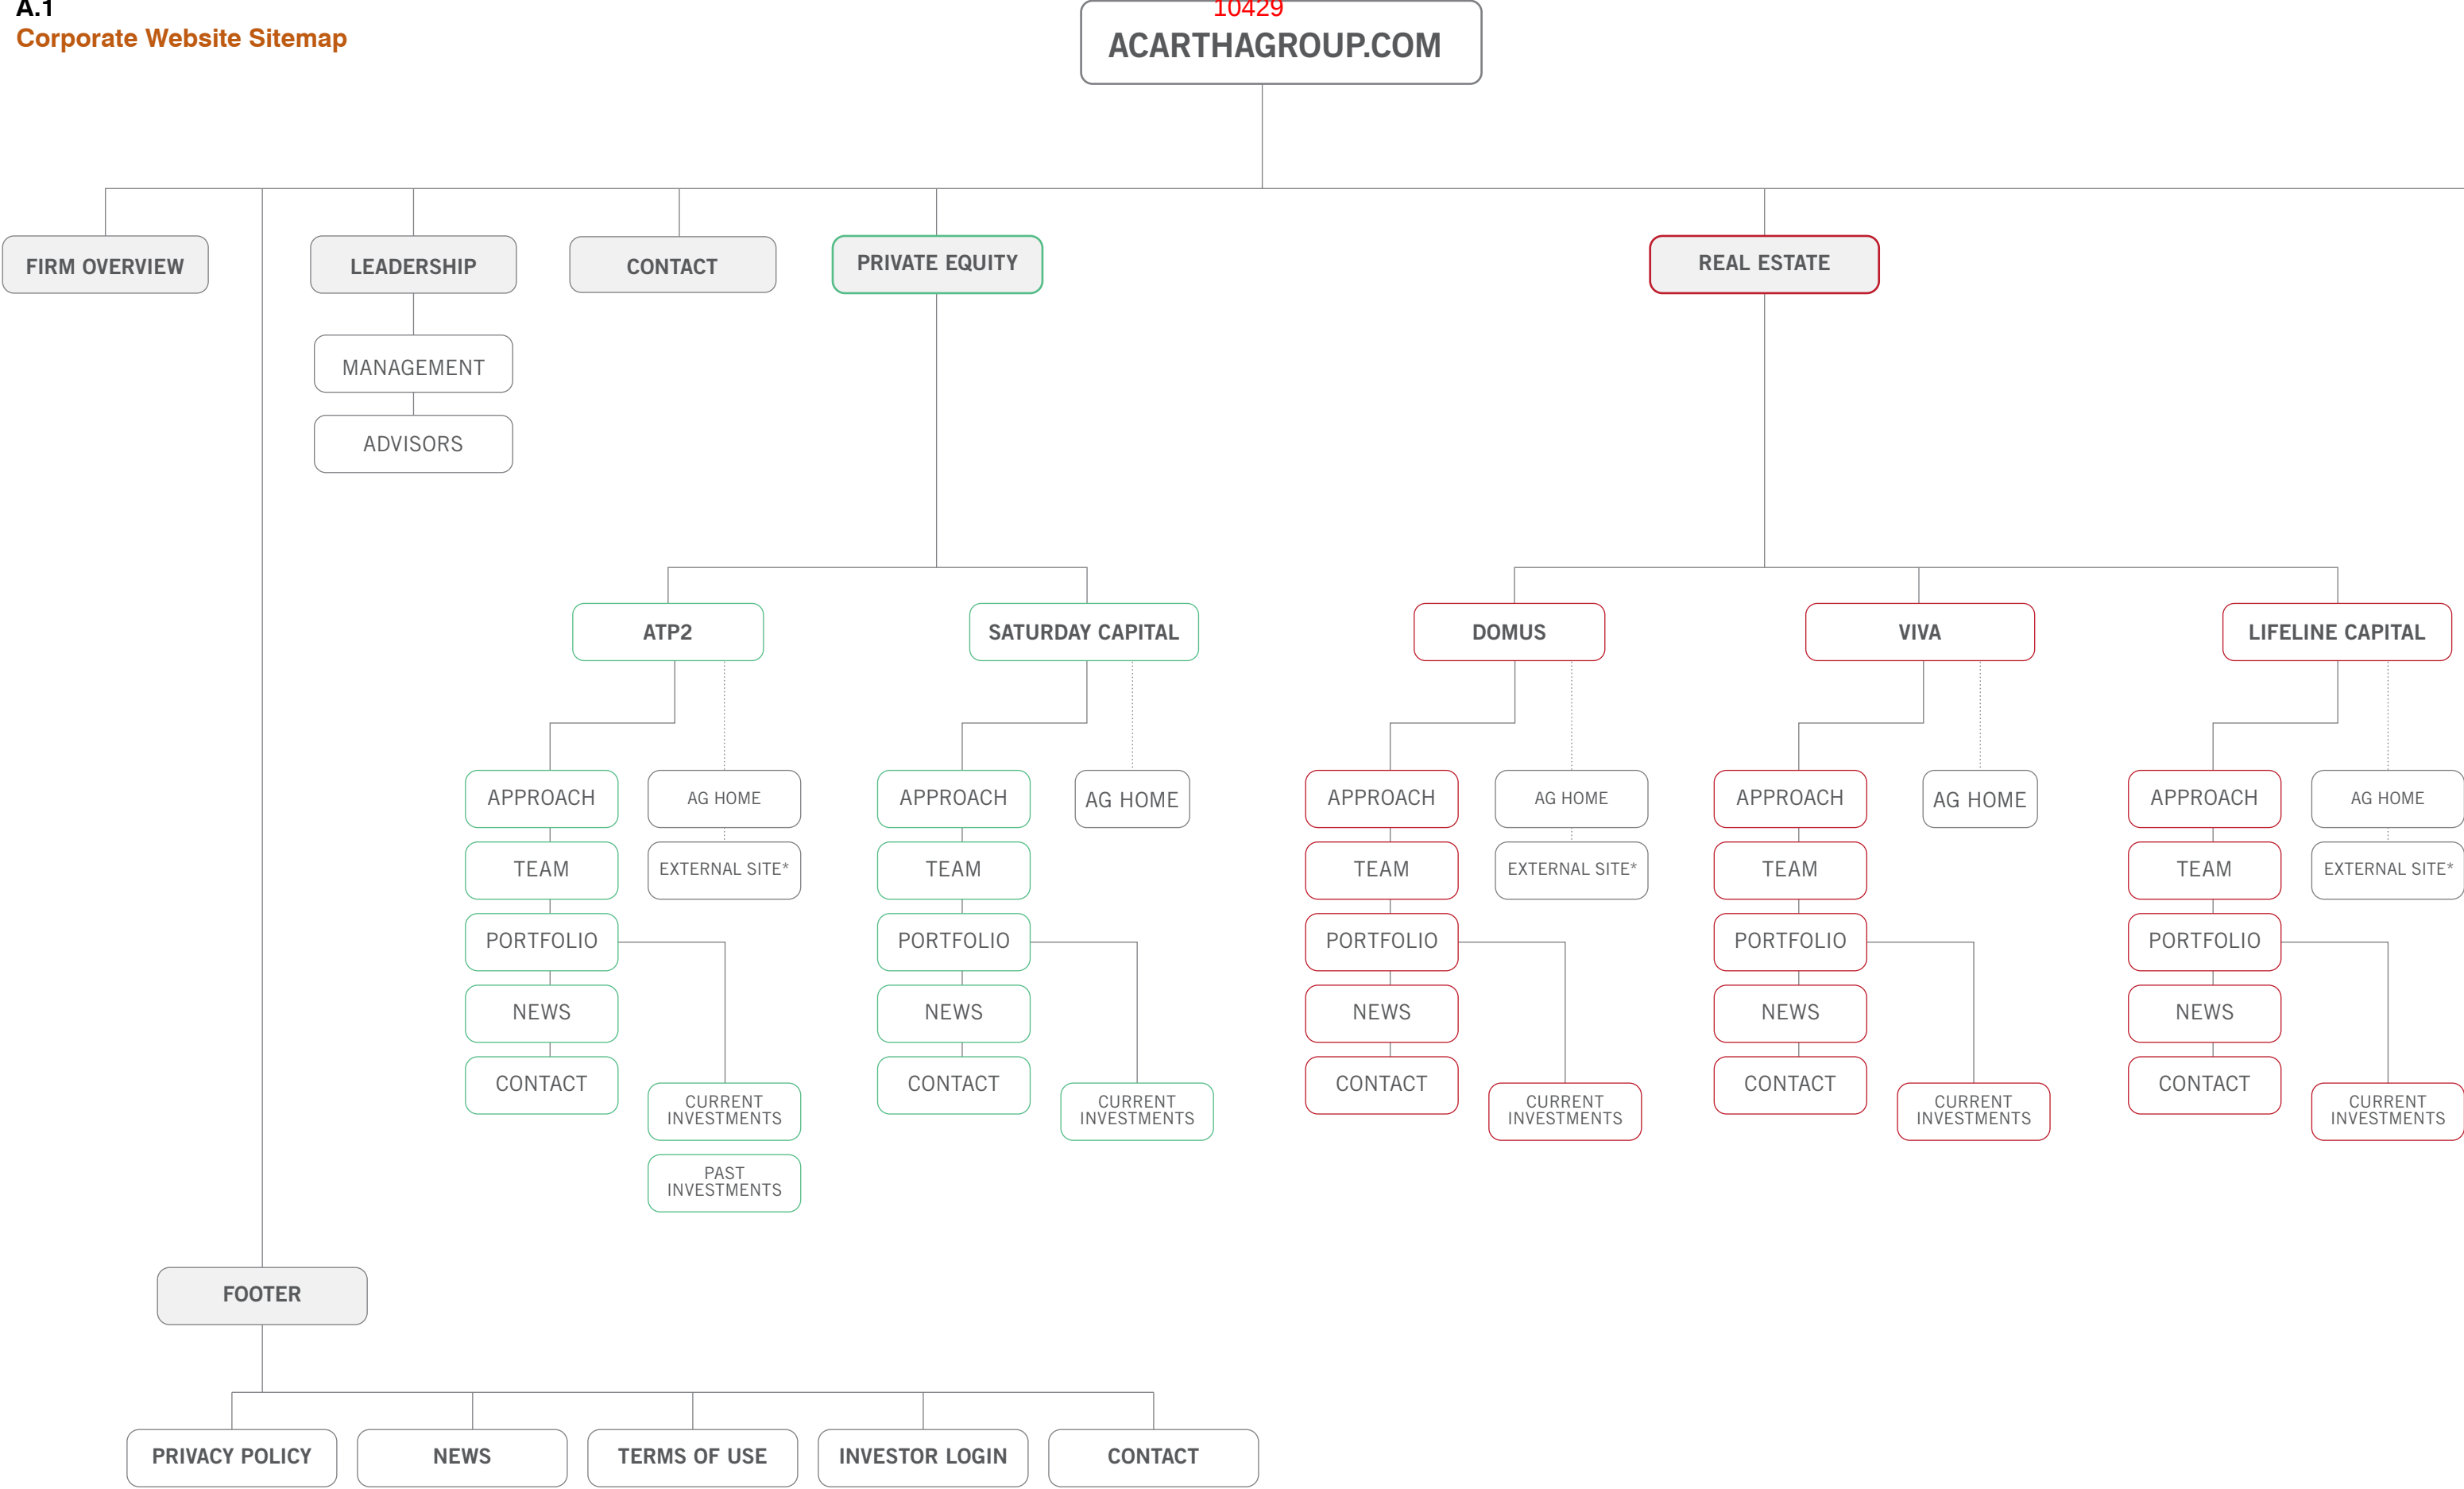 A.1
Corporate Website Sitemap
10429
ACARTHAGROUP.COM
FIRM OVERVIEW
LEADERSHIP
CONTACT
PRIVATE EQUITY
REAL ESTATE
MANAGEMENT
ADVISORS
ATP2
SATURDAY CAPITAL
DOMUS
VIVA
LIFELINE CAPITAL
APPROACH
AG HOME
APPROACH
AG HOME
APPROACH
AG HOME
APPROACH
AG HOME
APPROACH
AG HOME
TEAM
EXTERNAL SITE*
TEAM
TEAM
EXTERNAL SITE*
TEAM
TEAM
EXTERNAL SITE*
PORTFOLIO
PORTFOLIO
PORTFOLIO
PORTFOLIO
PORTFOLIO
NEWS
NEWS
NEWS
NEWS
NEWS
CONTACT
CONTACT
CONTACT
CONTACT
CONTACT
CURRENT
INVESTMENTS
CURRENT
INVESTMENTS
CURRENT
INVESTMENTS
CURRENT
INVESTMENTS
CURRENT
INVESTMENTS
PAST
INVESTMENTS
FOOTER
PRIVACY POLICY
NEWS
TERMS OF USE
INVESTOR LOGIN
CONTACT